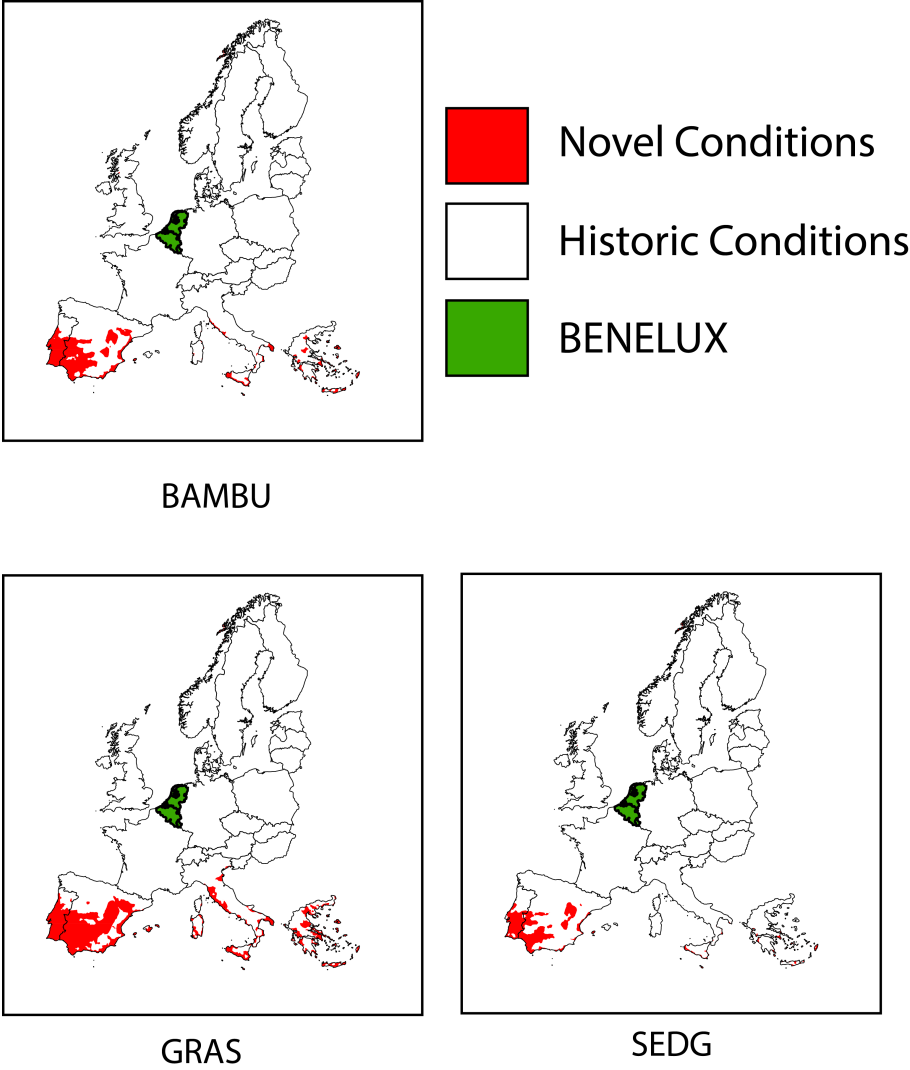 Novel Conditions
Historic Conditions
BENELUX
BAMBU
GRAS
SEDG